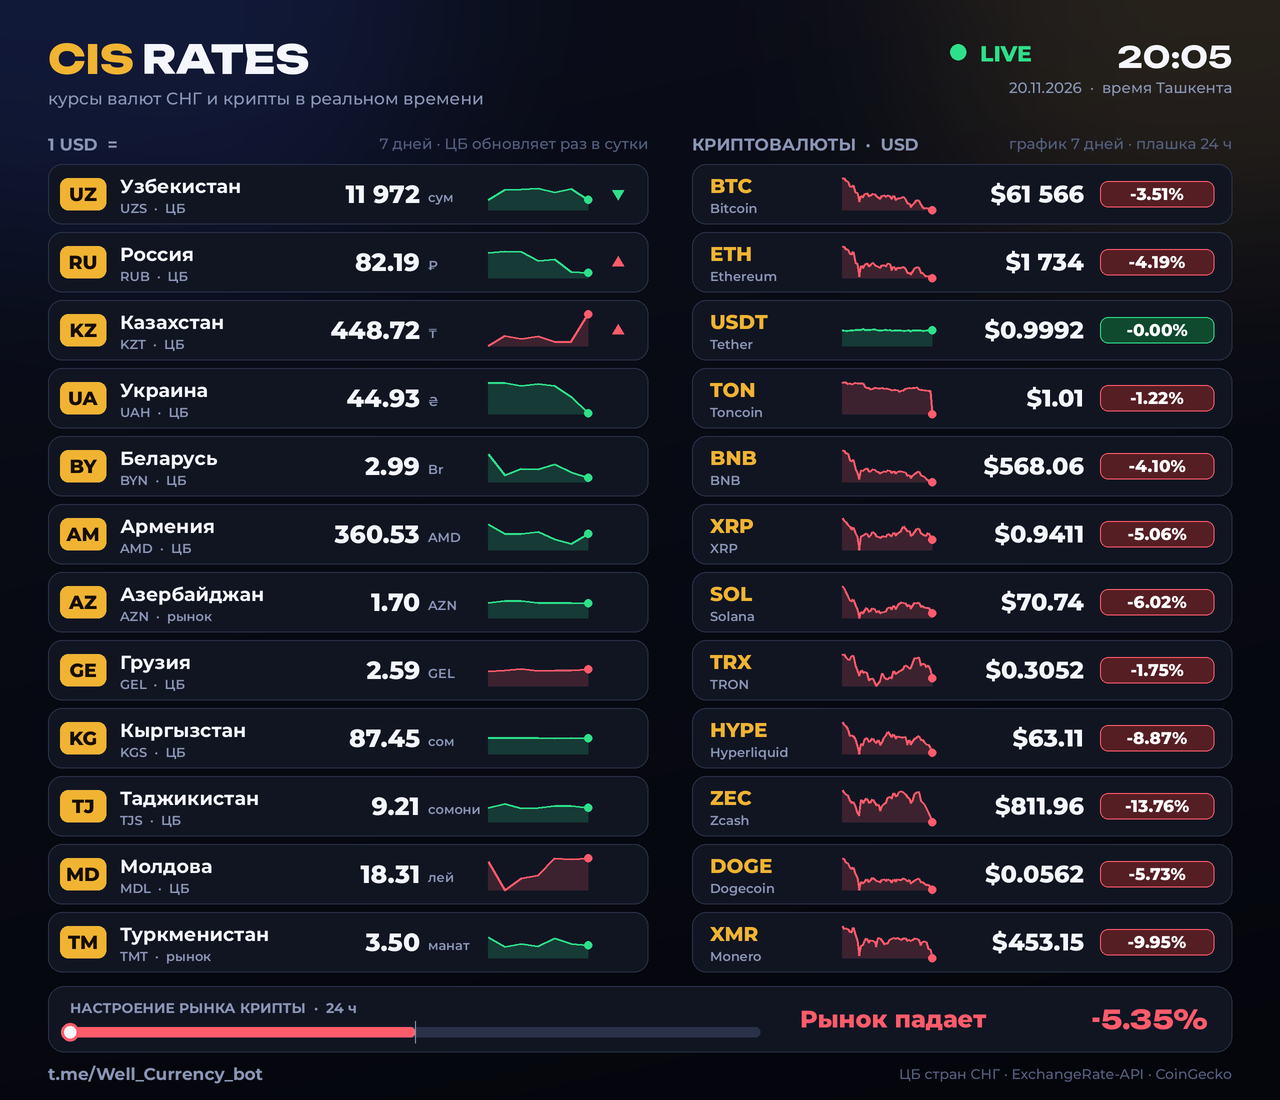 CIS RATES
курсы валют СНГ и крипты в реальном времени
LIVE 20:05
20.11.2026 · время Ташкента
1 USD =
7 дней · ЦБ обновляет раз в сутки
UZ Узбекистан 11 972 сум
UZS · ЦБ
RU Россия 82.19 ₽
RUB · ЦБ
KZ Казахстан 448.72 ₸
KZT · ЦБ
UA Украина 44.93 ₴
UAH · ЦБ
BY Беларусь 2.99 Br
BYN · ЦБ
AM Армения 360.53 AMD
AMD · ЦБ
AZ Азербайджан 1.70 AZN
AZN · рынок
GE Грузия 2.59 GEL
GEL · ЦБ
KG Кыргызстан 87.45 сом
KGS · ЦБ
TJ Таджикистан 9.21 сомони
TJS · ЦБ
MD Молдова 18.31 лей
MDL · ЦБ
TM Туркменистан 3.50 манат
TMT · рынок
КРИПТОВАЛЮТЫ · USD
график 7 дней · плашка 24 ч
BTC $61 566 -3.51%
Bitcoin
ETH $1 734 -4.19%
Ethereum
USDT $0.9992 -0.00%
Tether
TON $1.01 -1.22%
Toncoin
BNB $568.06 -4.10%
BNB
XRP $0.9411 -5.06%
XRP
SOL $70.74 -6.02%
Solana
TRX $0.3052 -1.75%
TRON
HYPE $63.11 -8.87%
Hyperliquid
ZEC $811.96 -13.76%
Zcash
DOGE $0.0562 -5.73%
Dogecoin
XMR $453.15 -9.95%
Monero
НАСТРОЕНИЕ РЫНКА КРИПТЫ · 24 ч
Рынок падает -5.35%
t.me/Well_Currency_bot
ЦБ стран СНГ · ExchangeRate-API · CoinGecko